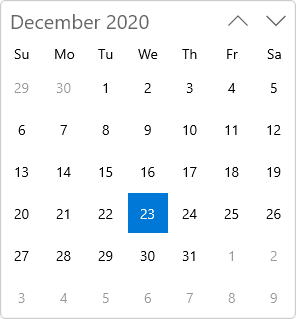 December 2020
Su Mo Tu We Th Fr Sa
29 30 1 2 3 4 5
6 7 8 9 10 11 12
13 14 15 16 17 18 19
20 21 22 23 24 25 26
27 28 29 30 31 1 2
3 4 5 6 7 8 9